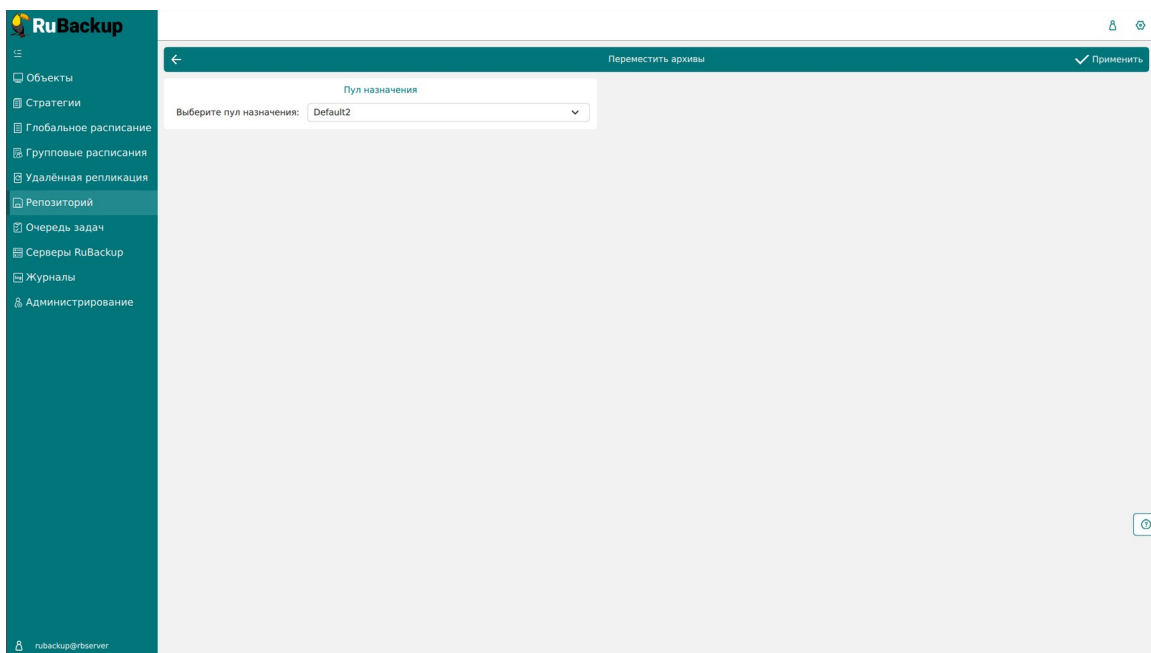 RuBackup
Переместить архивы
Применить
Объекты
Стратегии
Глобальное расписание
Групповые расписания
Удалённая репликация
Репозиторий
Очередь задач
Серверы RuBackup
Журналы
Администрирование
Пул назначения
Выберите пул назначения: Default2
rubackup@rbserver